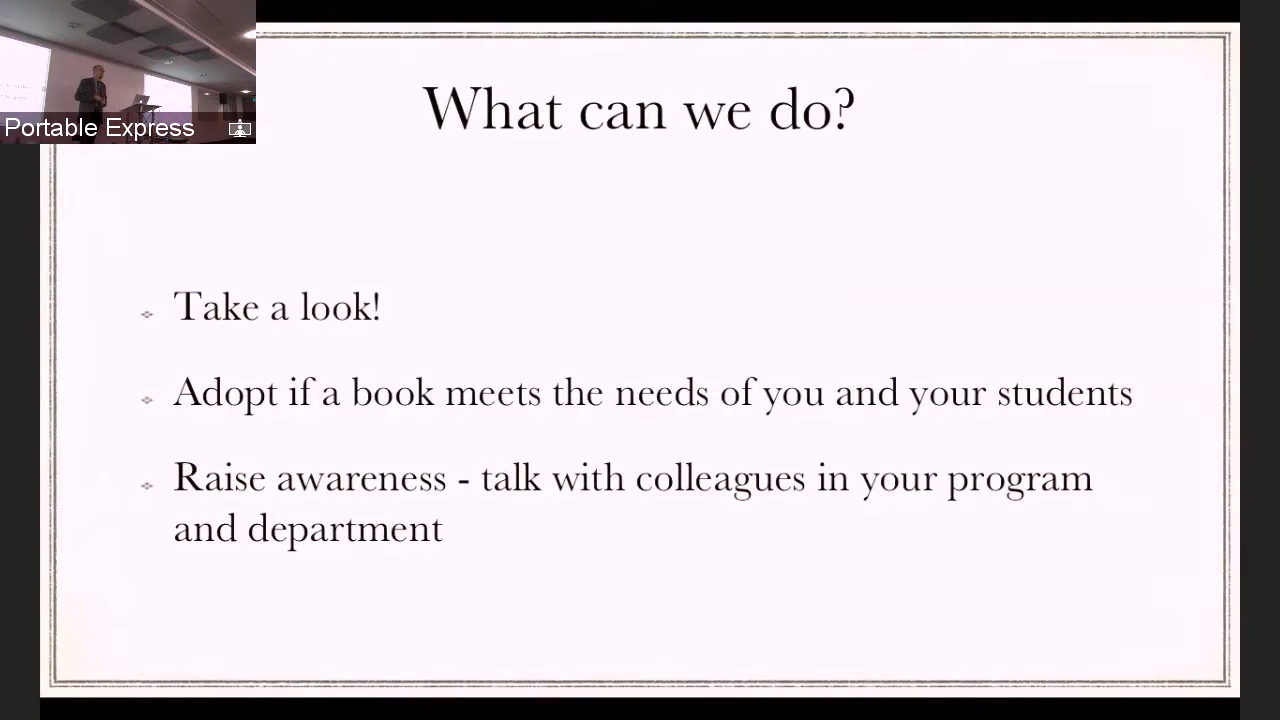 What can we do?
Portable Express
Take a look!
Adopt if a book meets the needs of you and your students
Raise awareness - talk with colleagues in your program
and department